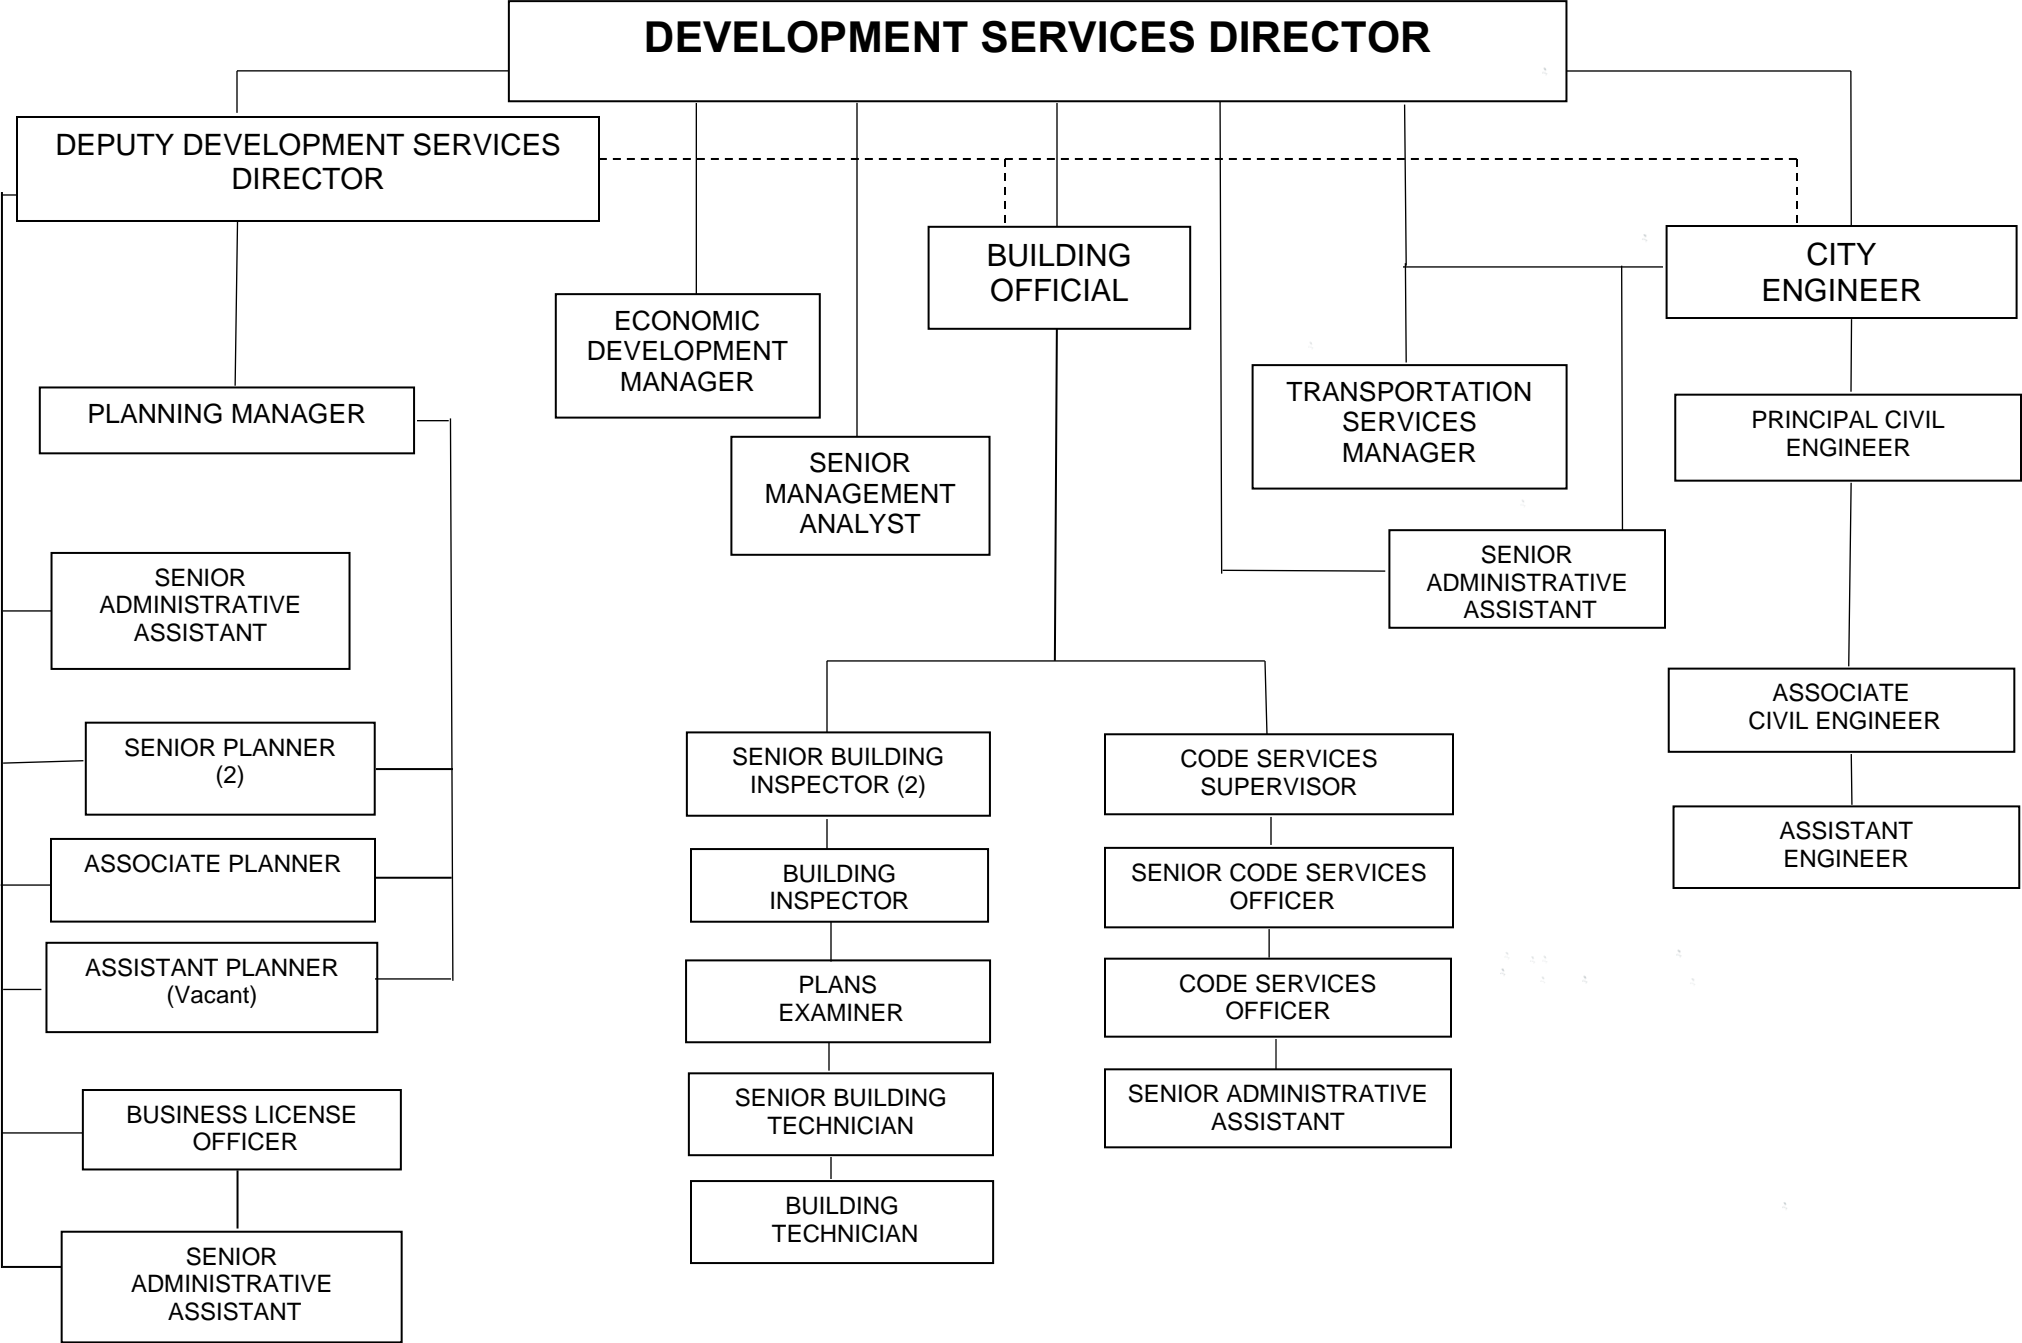 DEVELOPMENT SERVICES DIRECTOR
DEPUTY DEVELOPMENT SERVICES
DIRECTOR
BUILDING
OFFICIAL
CITY
ENGINEER
ECONOMIC
DEVELOPMENT
MANAGER
TRANSPORTATION
SERVICES
MANAGER
PLANNING MANAGER
PRINCIPAL CIVIL
ENGINEER
SENIOR
MANAGEMENT
ANALYST
SENIOR
ADMINISTRATIVE
ASSISTANT
SENIOR
ADMINISTRATIVE
ASSISTANT
ASSOCIATE
CIVIL ENGINEER
SENIOR PLANNER
(2)
SENIOR BUILDING
INSPECTOR (2)
CODE SERVICES
SUPERVISOR
ASSISTANT
ENGINEER
ASSOCIATE PLANNER
BUILDING
INSPECTOR
SENIOR CODE SERVICES
OFFICER
ASSISTANT PLANNER
(Vacant)
PLANS
EXAMINER
CODE SERVICES
OFFICER
BUSINESS LICENSE
OFFICER
SENIOR BUILDING
TECHNICIAN
SENIOR ADMINISTRATIVE
ASSISTANT
BUILDING
TECHNICIAN
SENIOR
ADMINISTRATIVE
ASSISTANT